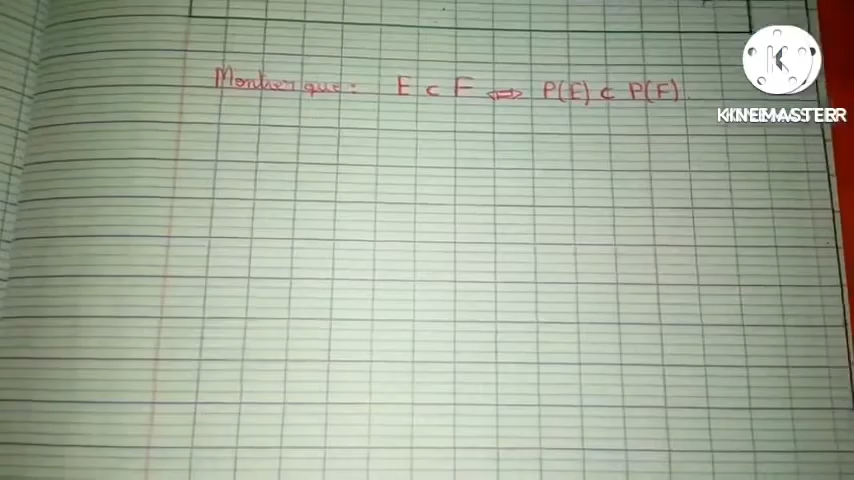 Montrer que : E ⊂ F ⟺ P(E) ⊂ P(F).
K
KINEMASTER